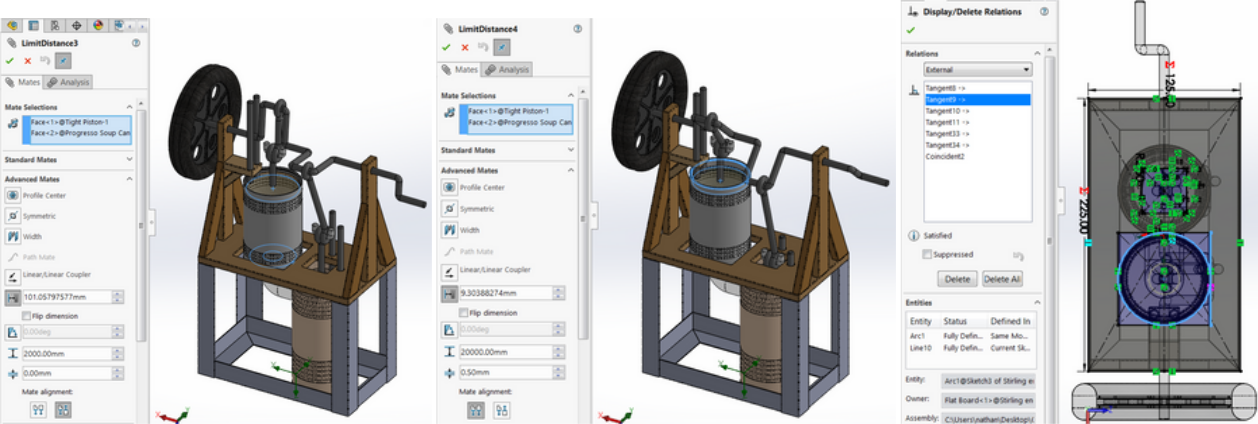 LimitDistance3
Mates
Analysis
Mate Selections
Face<1>@Tight Piston-1
Face<2>@Progresso Soup Can
Standard Mates
Advanced Mates
Profile Center
Symmetric
Width
Path Mate
Linear/Linear Coupler
101.05797577mm
Flip dimension
0.00deg
2000.00mm
0.00mm
Mate alignment:
LimitDistance4
Mates
Analysis
Mate Selections
Face<1>@Tight Piston-1
Face<2>@Progresso Soup Can
Standard Mates
Advanced Mates
Profile Center
Symmetric
Width
Path Mate
Linear/Linear Coupler
9.30388274mm
Flip dimension
0.00deg
20000.00mm
0.50mm
Mate alignment:
Display/Delete Relations
Relations
External
Tangent8 ->
Tangent9 ->
Tangent10 ->
Tangent11 ->
Tangent33 ->
Tangent34 ->
Coincident2
Satisfied
Suppressed
Delete
Delete All
Entities
Entity Status Defined In
Arc1 Fully Defin... Same Mo...
Line10 Fully Defin... Current Sk...
Entity: Arc1@Sketch3 of Stirling en
Owner: Flat Board<1>@Stirling en
Assembly: C:\Users\nathan\Desktop\
225.00